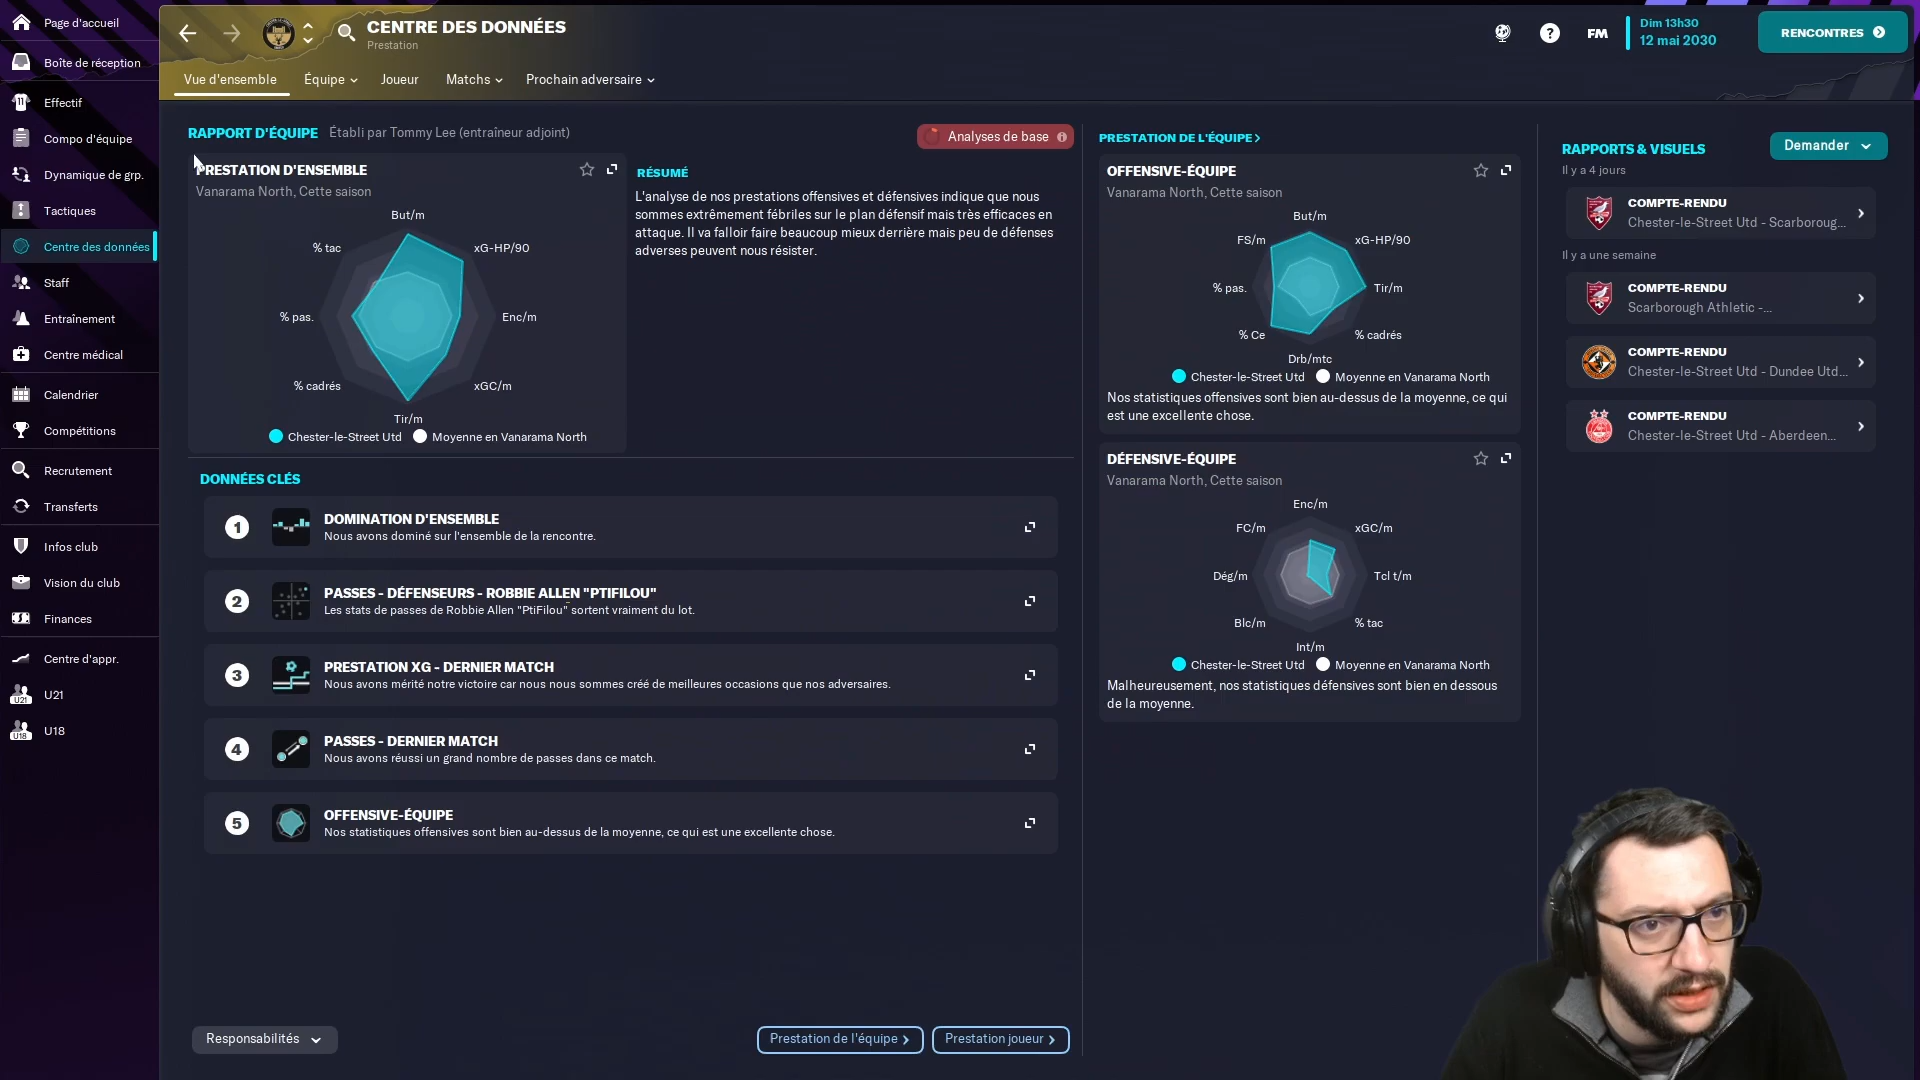 Page d'accueil
Boîte de réception
Effectif
Compo d'équipe
Dynamique de grp.
Tactiques
Centre des données
Staff
Entraînement
Centre médical
Calendrier
Compétitions
Recrutement
Transferts
Infos club
Vision du club
Finances
Centre d'appr.
U21
U21
U18
U18
CENTRE DES DONNÉES
Prestation
FM
Dim 13h30
12 mai 2030
RENCONTRES
Vue d'ensemble
Équipe
Joueur
Matchs
Prochain adversaire
RAPPORT D'ÉQUIPE Établi par Tommy Lee (entraîneur adjoint)
Analyses de base
PRESTATION D'ENSEMBLE
Vanarama North, Cette saison
But/m
% tac
xG-HP/90
% pas.
Enc/m
% cadrés
xGC/m
Tir/m
Chester-le-Street Utd
Moyenne en Vanarama North
RÉSUMÉ
L'analyse de nos prestations offensives et défensives indique que nous
sommes extrêmement fébriles sur le plan défensif mais très efficaces en
attaque. Il va falloir faire beaucoup mieux derrière mais peu de défenses
adverses peuvent nous résister.
DONNÉES CLÉS
1
DOMINATION D'ENSEMBLE
Nous avons dominé sur l'ensemble de la rencontre.
2
PASSES - DÉFENSEURS - ROBBIE ALLEN "PTIFILOU"
Les stats de passes de Robbie Allen "PtiFilou" sortent vraiment du lot.
3
PRESTATION XG - DERNIER MATCH
Nous avons mérité notre victoire car nous nous sommes créé de meilleures occasions que nos adversaires.
4
PASSES - DERNIER MATCH
Nous avons réussi un grand nombre de passes dans ce match.
5
OFFENSIVE-ÉQUIPE
Nos statistiques offensives sont bien au-dessus de la moyenne, ce qui est une excellente chose.
Responsabilités
Prestation de l'équipe
Prestation joueur
PRESTATION DE L'ÉQUIPE
OFFENSIVE-ÉQUIPE
Vanarama North, Cette saison
But/m
FS/m
xG-HP/90
% pas.
Tir/m
% Ce
% cadrés
Drb/mtc
Chester-le-Street Utd
Moyenne en Vanarama North
Nos statistiques offensives sont bien au-dessus de la moyenne, ce qui
est une excellente chose.
DÉFENSIVE-ÉQUIPE
Vanarama North, Cette saison
Enc/m
FC/m
xGC/m
Dég/m
Tcl t/m
Blc/m
% tac
Int/m
Chester-le-Street Utd
Moyenne en Vanarama North
Malheureusement, nos statistiques défensives sont bien en dessous
de la moyenne.
RAPPORTS & VISUELS
Demander
Il y a 4 jours
COMPTE-RENDU
Chester-le-Street Utd - Scarboroug...
Il y a une semaine
COMPTE-RENDU
Scarborough Athletic -...
COMPTE-RENDU
Chester-le-Street Utd - Dundee Utd...
COMPTE-RENDU
Chester-le-Street Utd - Aberdeen...